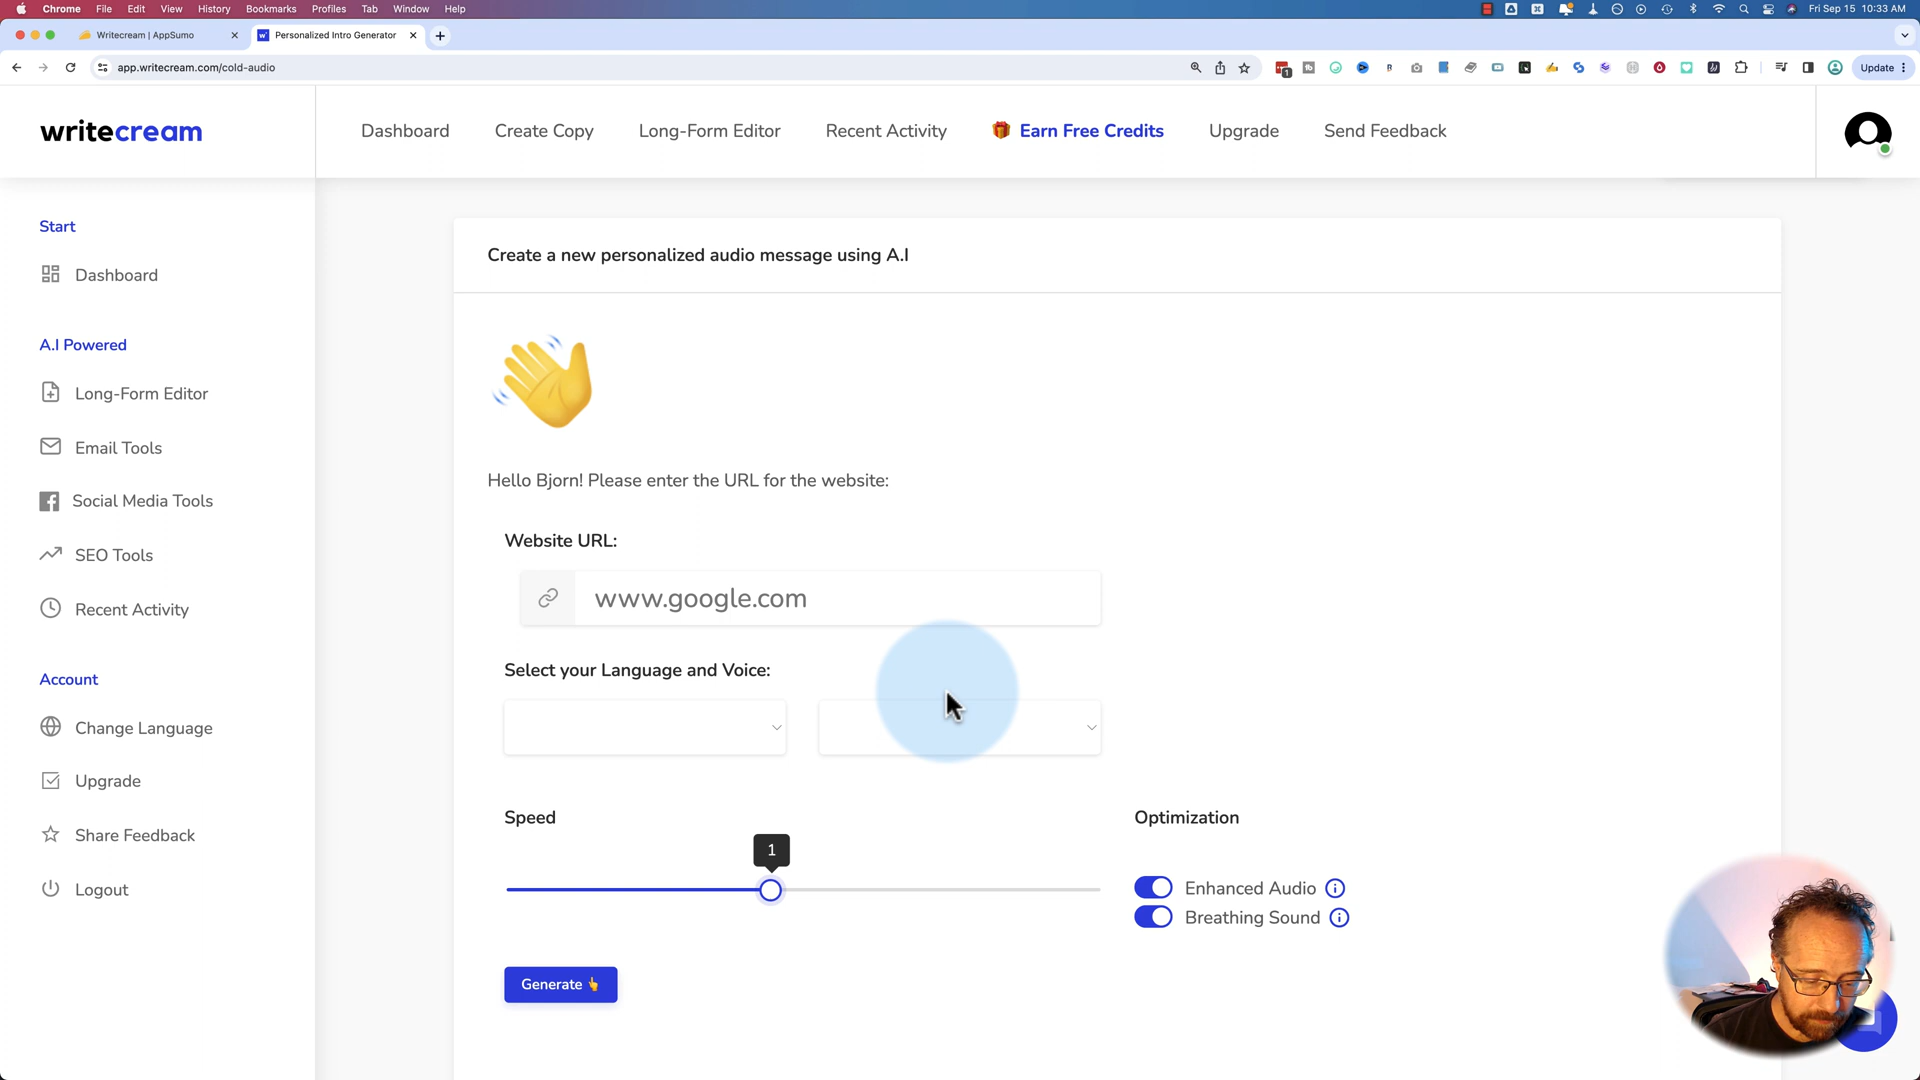 Chrome File Edit View History Bookmarks Profiles Tab Window Help
Fri Sep 15 10:33 AM
Writecream | AppSumo
Personalized Intro Generator
app.writecream.com/cold-audio
Update
writecream
Dashboard
Create Copy
Long-Form Editor
Recent Activity
Earn Free Credits
Upgrade
Send Feedback
Start
Dashboard
A.I Powered
Long-Form Editor
Email Tools
Social Media Tools
SEO Tools
Recent Activity
Account
Change Language
Upgrade
Share Feedback
Logout
Create a new personalized audio message using A.I
Hello Bjorn! Please enter the URL for the website:
Website URL:
www.google.com
Select your Language and Voice:
Speed
1
Optimization
Enhanced Audio
Breathing Sound
Generate